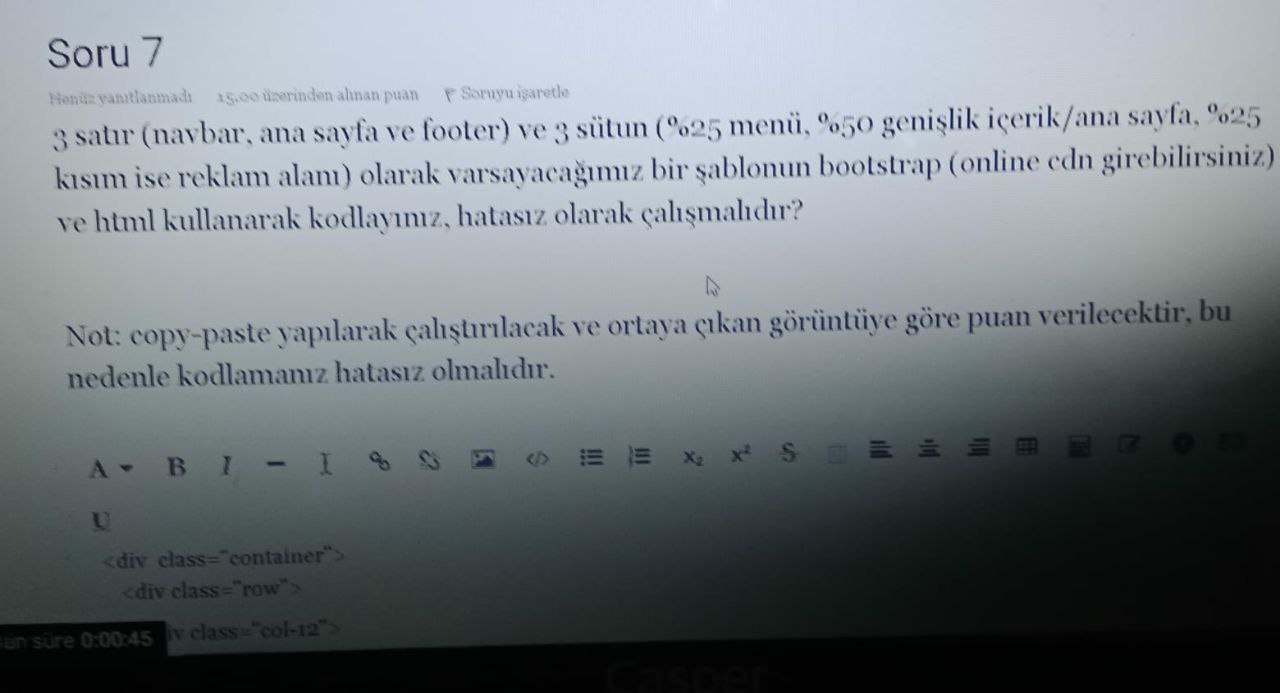 Soru 7
Henüz yanıtlanmadı 15,00 üzerinden alınan puan Soruyu işaretle
3 satır (navbar, ana sayfa ve footer) ve 3 sütun (%25 menü, %50 genişlik içerik/ana sayfa, %25
kısım ise reklam alanı) olarak varsayacağımız bir şablonun bootstrap (online cdn girebilirsiniz)
ve html kullanarak kodlayınız, hatasız olarak çalışmalıdır?
Not: copy-paste yapılarak çalıştırılacak ve ortaya çıkan görüntüye göre puan verilecektir, bu
nedenle kodlamanız hatasız olmalıdır.
A B I X₂ X² S
U
<div class="container">
<div class="row">
iv class="col-12">
an süre 0:00:45
Casper